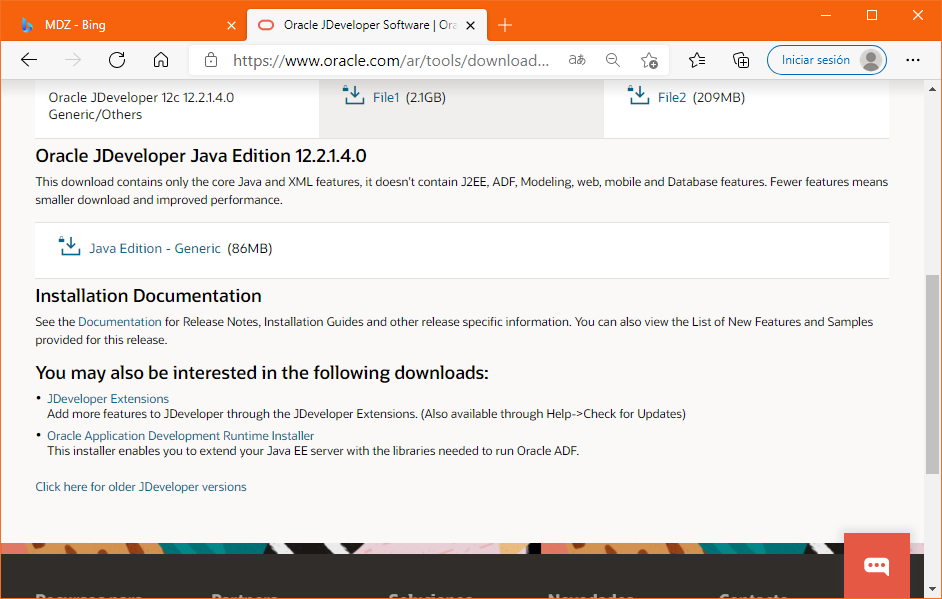 MDZ - Bing
Oracle JDeveloper Software | Ora
https://www.oracle.com/ar/tools/download...
aあ
Iniciar sesión
Oracle JDeveloper 12c 12.2.1.4.0
Generic/Others
File1 (2.1GB)
File2 (209MB)
Oracle JDeveloper Java Edition 12.2.1.4.0
This download contains only the core Java and XML features, it doesn't contain J2EE, ADF, Modeling, web, mobile and Database features. Fewer features means
smaller download and improved performance.
Java Edition - Generic (86MB)
Installation Documentation
See the Documentation for Release Notes, Installation Guides and other release specific information. You can also view the List of New Features and Samples
provided for this release.
You may also be interested in the following downloads:
• JDeveloper Extensions
Add more features to JDeveloper through the JDeveloper Extensions. (Also available through Help->Check for Updates)
• Oracle Application Development Runtime Installer
This installer enables you to extend your Java EE server with the libraries needed to run Oracle ADF.
Click here for older JDeveloper versions
Recursos para
Partners
Soluciones
Novedades
Contacto